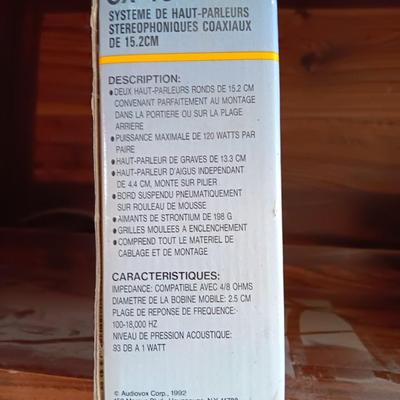 SYSTEME DE HAUT-PARLEURS
STEREOPHONIQUES COAXIAUX
DE 15.2CM
DESCRIPTION:
●DEUX HAUT-PARLEURS RONDS DE 15.2 CM
CONVENANT PARFAITEMENT AU MONTAGE
DANS LA PORTIERE OU SUR LA PLAGE
ARRIERE
●PUISSANCE MAXIMALE DE 120 WATTS PAR
PAIRE
●HAUT-PARLEUR DE GRAVES DE 13.3 CM
●HAUT-PARLEUR D'AIGUS INDEPENDANT
DE 4.4 CM, MONTE SUR PILIER
●BORD SUSPENDU PNEUMATIQUEMENT
SUR ROULEAU DE MOUSSE
●AIMANTS DE STRONTIUM DE 198 G
●GRILLES MOULEES A ENCLENCHEMENT
●COMPREND TOUT LE MATERIEL DE
CABLAGE ET DE MONTAGE
CARACTERISTIQUES:
IMPEDANCE: COMPATIBLE AVEC 4/8 OHMS
DIAMETRE DE LA BOBINE MOBILE: 2.5 CM
PLAGE DE REPONSE DE FREQUENCE:
100-18,000 HZ
NIVEAU DE PRESSION ACOUSTIQUE:
93 DB A 1 WATT
© Audiovox Corp., 1992